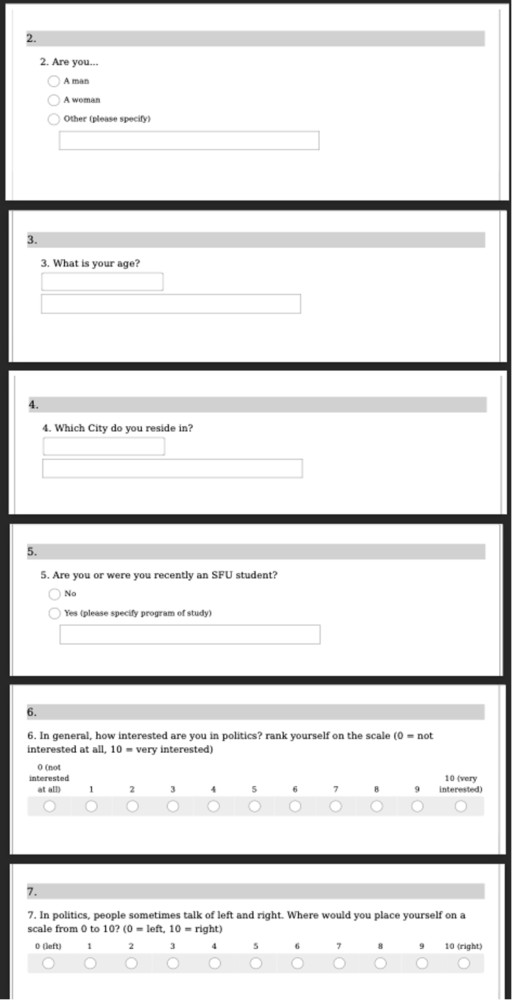 2.
2. Are you...
A man
A woman
Other (please specify)
3.
3. What is your age?
4.
4. Which City do you reside in?
5.
5. Are you or were you recently an SFU student?
No
Yes (please specify program of study)
6.
6. In general, how interested are you in politics? rank yourself on the scale (0 = not
interested at all, 10 = very interested)
0 (not
interested
at all) 1 2 3 4 5 6 7 8 9 10 (very
interested)
7.
7. In politics, people sometimes talk of left and right. Where would you place yourself on a
scale from 0 to 10? (0 = left, 10 = right)
0 (left) 1 2 3 4 5 6 7 8 9 10 (right)